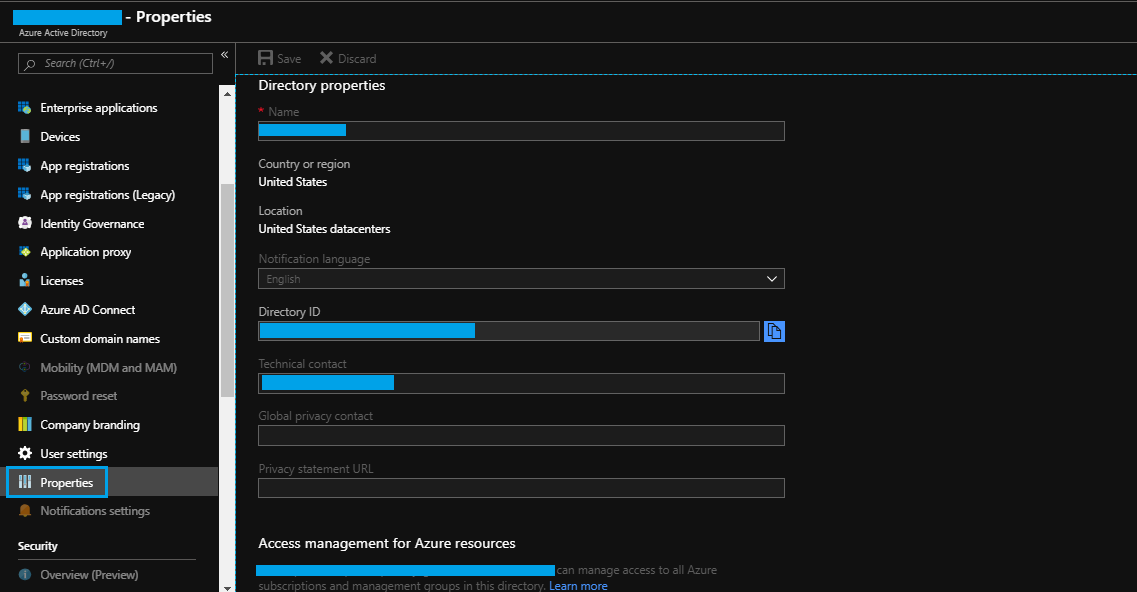 - Properties
Azure Active Directory
Search (Ctrl+/)
«
Enterprise applications
Devices
App registrations
App registrations (Legacy)
Identity Governance
Application proxy
Licenses
Azure AD Connect
Custom domain names
Mobility (MDM and MAM)
Password reset
Company branding
User settings
Properties
Notifications settings
Security
Overview (Preview)
Save Discard
Directory properties
* Name
Country or region
United States
Location
United States datacenters
Notification language
English
Directory ID
Technical contact
Global privacy contact
Privacy statement URL
Access management for Azure resources
can manage access to all Azure
subscriptions and management groups in this directory. Learn more